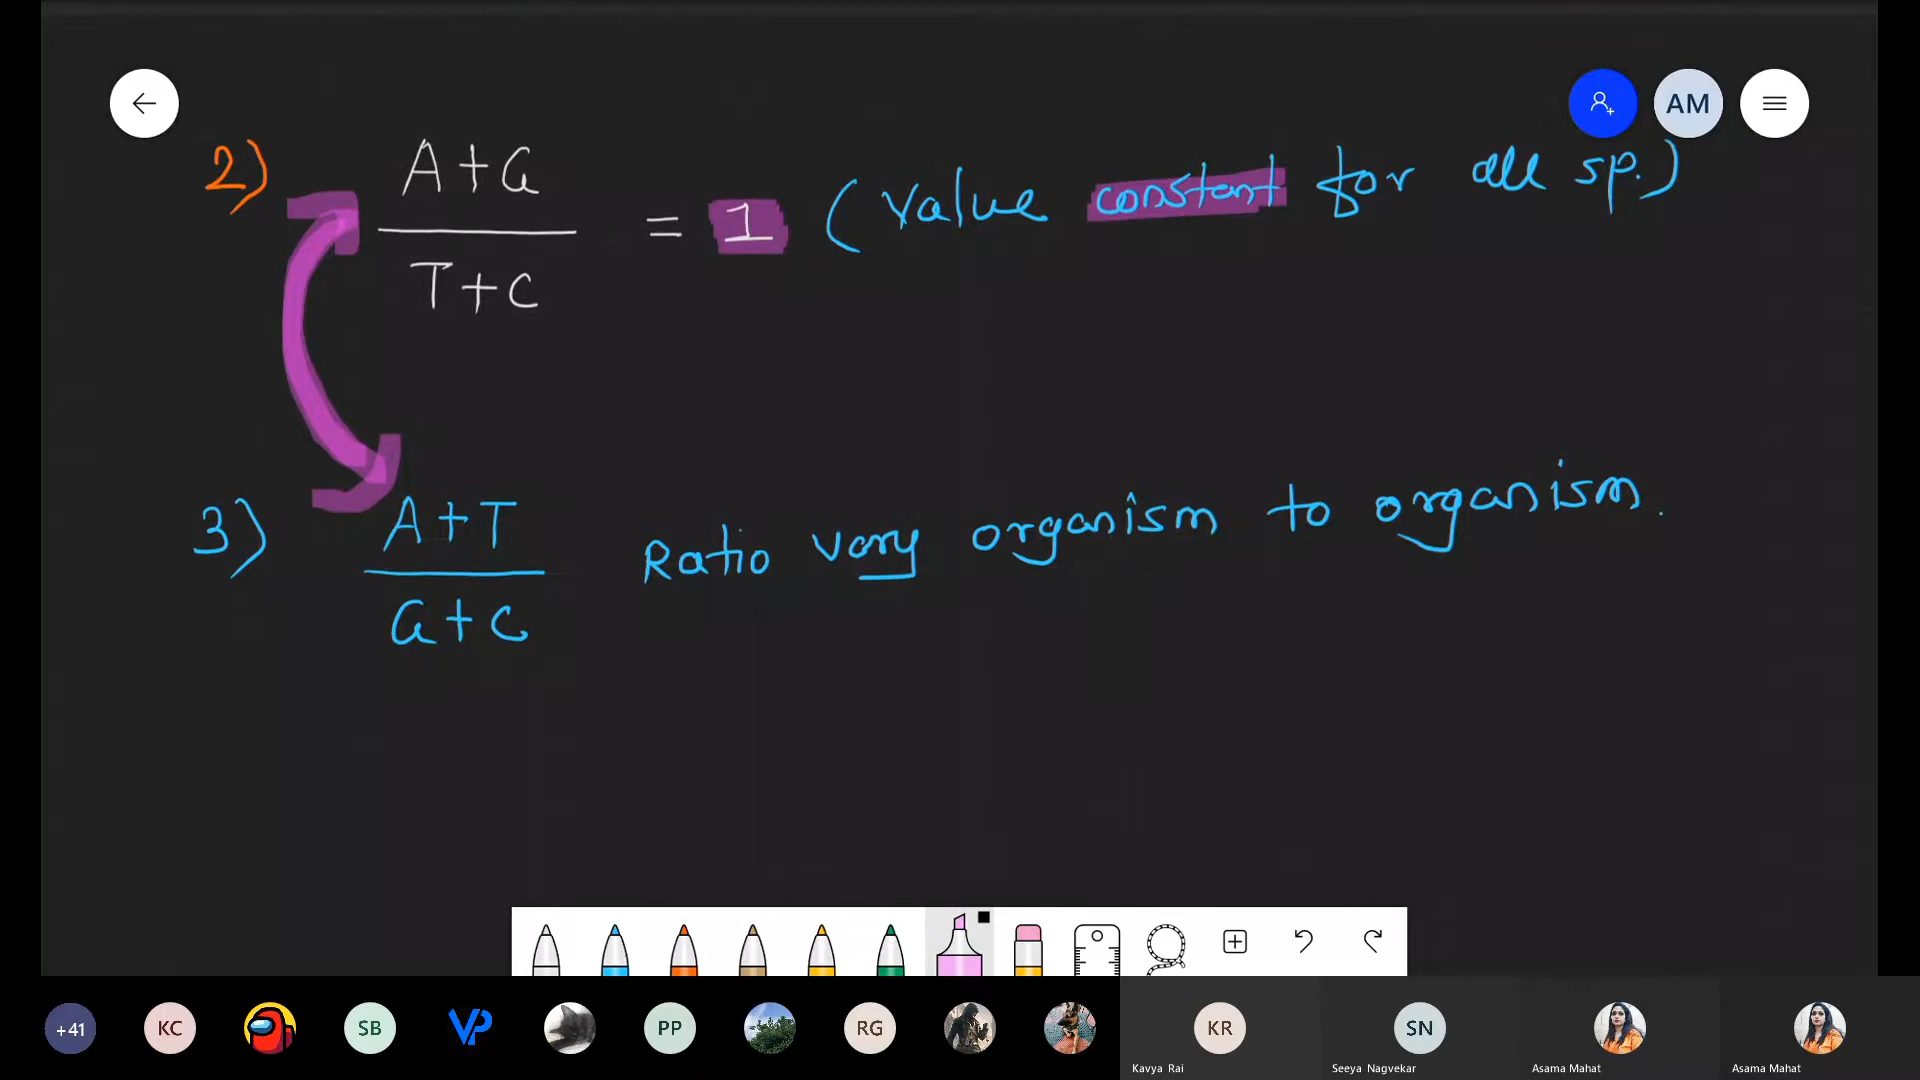 AM
2) A+G
= 1 (Value constant for all sp.)
T+C
3) A+T
Ratio vary organism to organism.
G+C
+41 KC SB VP PP RG KR SN
Kavya Rai Seeya Nagvekar Asama Mahat Asama Mahat